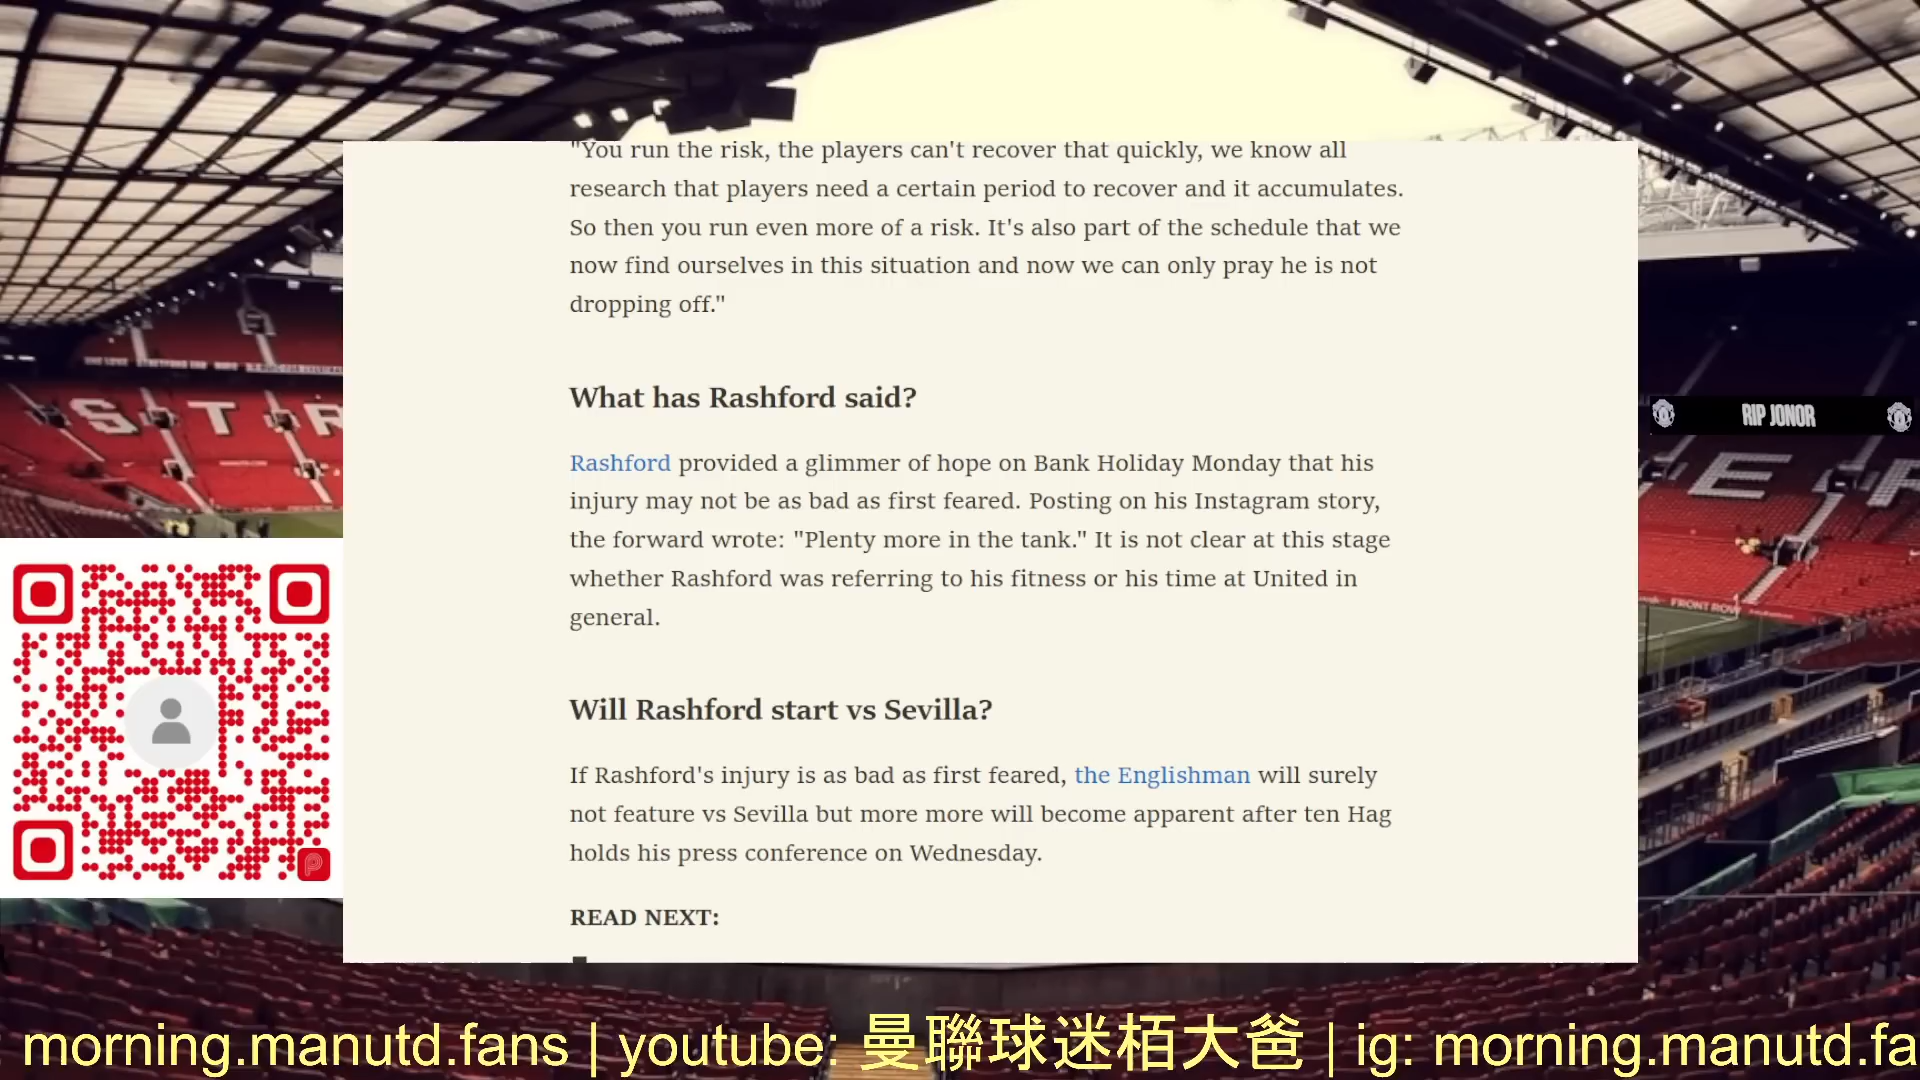 "You run the risk, the players can't recover that quickly, we know all
research that players need a certain period to recover and it accumulates.
So then you run even more of a risk. It's also part of the schedule that we
now find ourselves in this situation and now we can only pray he is not
dropping off."
What has Rashford said?
Rashford provided a glimmer of hope on Bank Holiday Monday that his
injury may not be as bad as first feared. Posting on his Instagram story,
the forward wrote: "Plenty more in the tank." It is not clear at this stage
whether Rashford was referring to his fitness or his time at United in
general.
Will Rashford start vs Sevilla?
If Rashford's injury is as bad as first feared, the Englishman will surely
not feature vs Sevilla but more more will become apparent after ten Hag
holds his press conference on Wednesday.
READ NEXT:
STR
RIP JONOR
E F
FRONT ROW
morning.manutd.fans | youtube: 曼聯球迷栢大爸 | ig: morning.manutd.fa